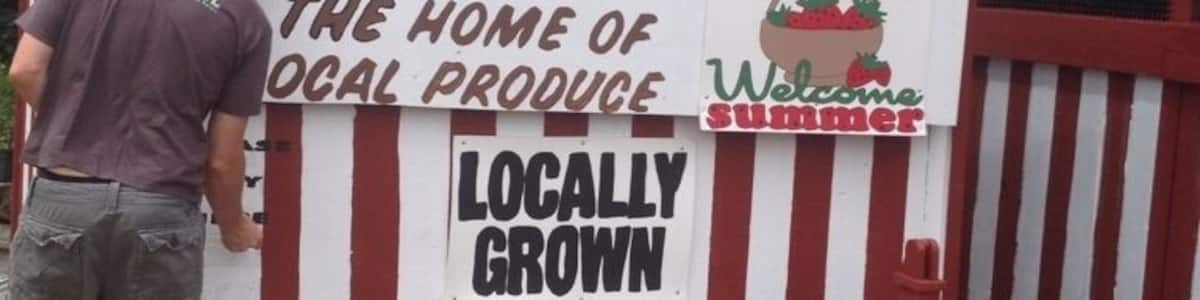 THE HOME OF
OCAL PRODUCE
Welcome
summer
LOCALLY
GROWN